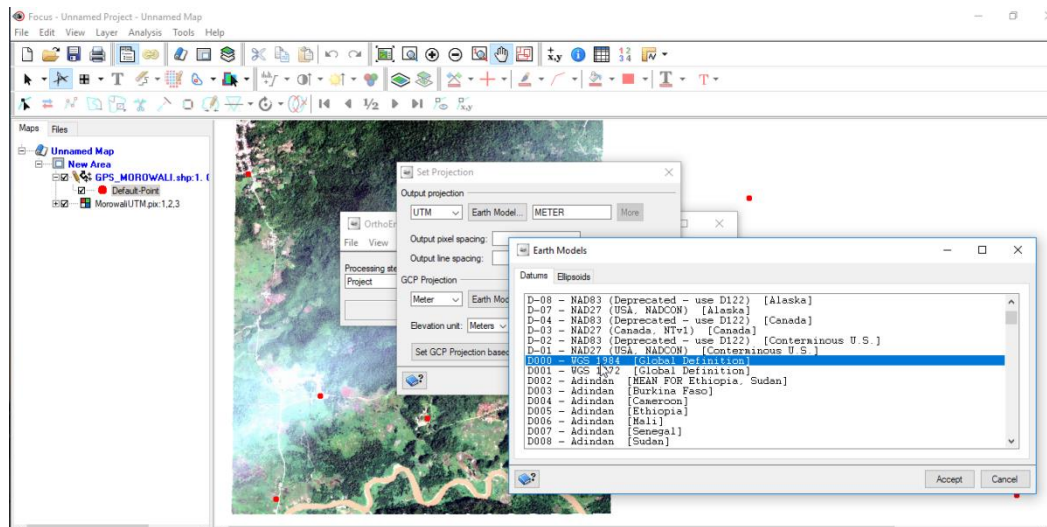 Focus - Unnamed Project - Unnamed Map
File Edit View Layer Analysis Tools Help
Maps Files
Unnamed Map
New Area
GPS_MOROWALI.shp:1. (
Default-Point
MorowaliUTM.pix:1,2,3
OrthoEn
File View
Processing ste
Project
Set Projection
Output projection
UTM Earth Model... METER More
Output pixel spacing:
Output line spacing:
GCP Projection
Meter Earth Mod
Elevation unit: Meters
Set GCP Projection based
Earth Models
Datums Ellipsoids
D-08 - NAD83 (Deprecated - use D122) [Alaska]
D-07 - NAD27 (USA, NADCON) [Alaska]
D-04 - NAD83 (Deprecated - use D122) [Canada]
D-03 - NAD27 (Canada, NTv1) [Canada]
D-02 - NAD83 (Deprecated - use D122) [Conterminous U.S.]
D-01 - NAD27 (USA, NADCON) [Conterminous U.S.]
D000 - WGS 1984 [Global Definition]
D001 - WGS 1972 [Global Definition]
D002 - Adindan [MEAN FOR Ethiopia, Sudan]
D003 - Adindan [Burkina Faso]
D004 - Adindan [Cameroon]
D005 - Adindan [Ethiopia]
D006 - Adindan [Mali]
D007 - Adindan [Senegal]
D008 - Adindan [Sudan]
Accept Cancel